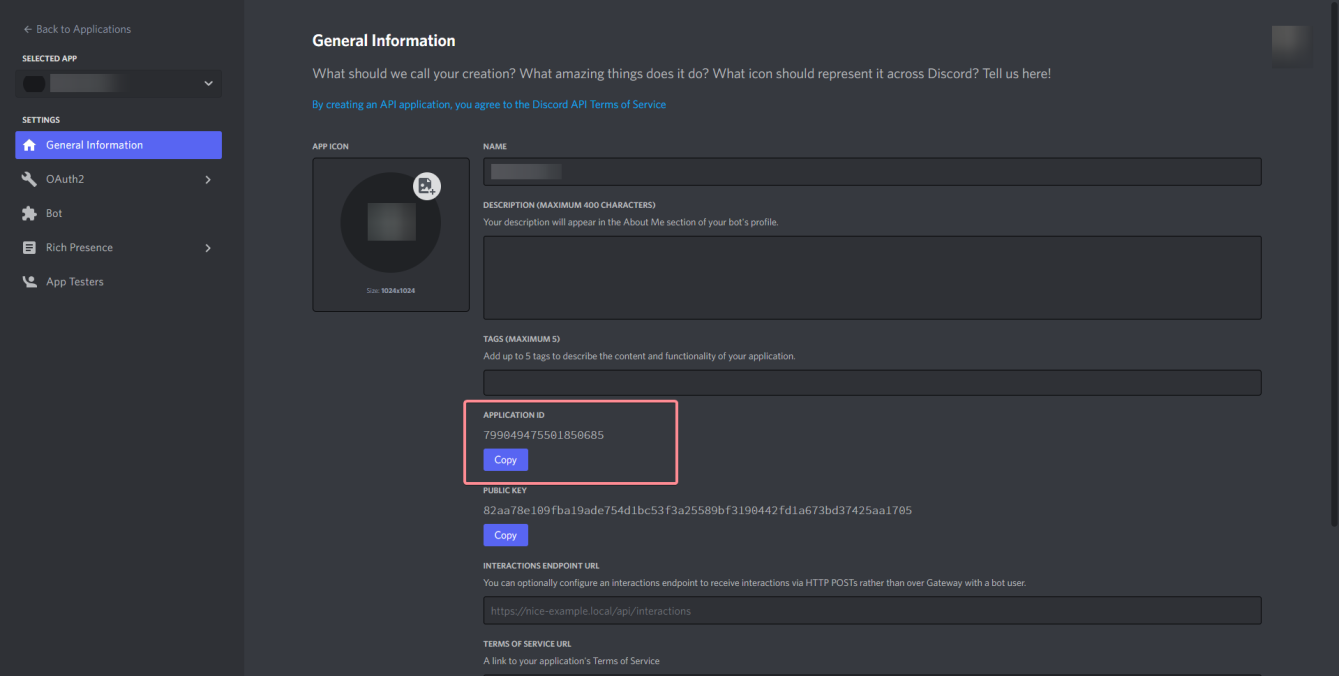 ← Back to Applications
SELECTED APP
SETTINGS
General Information
OAuth2
Bot
Rich Presence
App Testers
General Information
What should we call your creation? What amazing things does it do? What icon should represent it across Discord? Tell us here!
By creating an API application, you agree to the Discord API Terms of Service
APP ICON
Size: 1024x1024
NAME
DESCRIPTION (MAXIMUM 400 CHARACTERS)
Your description will appear in the About Me section of your bot's profile.
TAGS (MAXIMUM 5)
Add up to 5 tags to describe the content and functionality of your application.
APPLICATION ID
799049475501850685
Copy
PUBLIC KEY
82aa78e109fba19ade754d1bc53f3a25589bf3190442fd1a673bd37425aa1705
Copy
INTERACTIONS ENDPOINT URL
You can optionally configure an interactions endpoint to receive interactions via HTTP POSTs rather than over Gateway with a bot user.
https://nice-example.local/api/interactions
TERMS OF SERVICE URL
A link to your application's Terms of Service